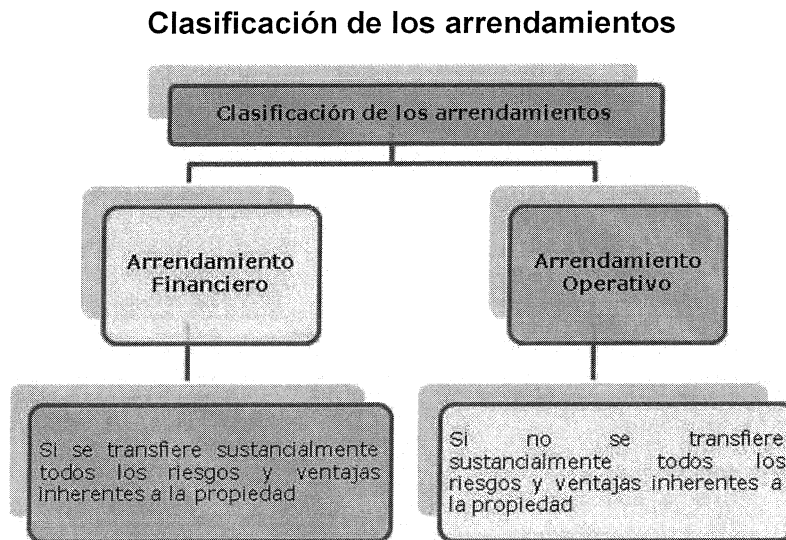 Clasificación de los arrendamientos
Clasificación de los arrendamientos
Arrendamiento
Financiero
Arrendamiento
Operativo
Si se transfiere sustancialmente
todos los riesgos y ventajas
inherentes a la propiedad
Si no se transfiere
sustancialmente todos los
riesgos y ventajas inherentes a
la propiedad